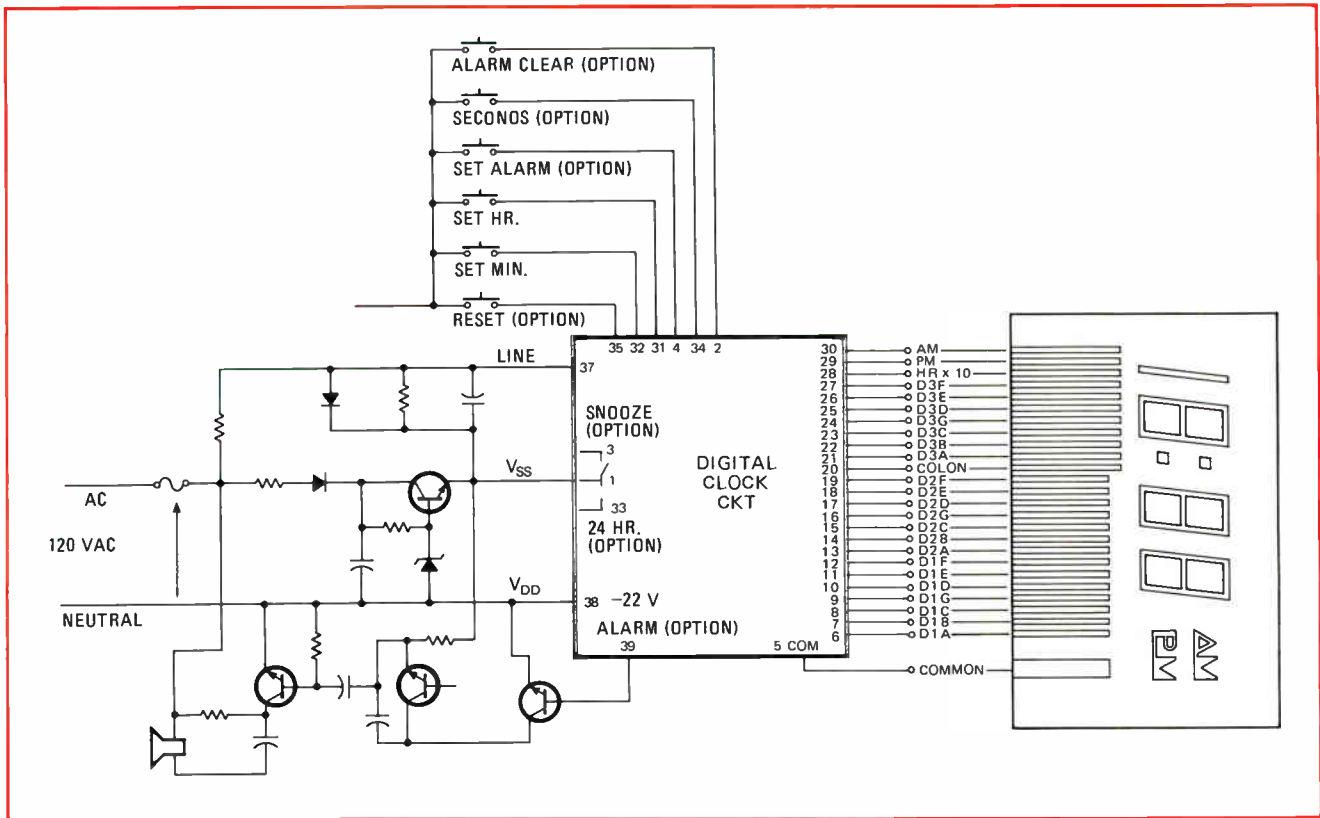 ALARM CLEAR (OPTION)
SECONOS (OPTION)
SET ALARM (OPTION)
SET HR.
SET MIN.
RESET (OPTION)
35 32 31 4 34 2
LINE
37
SNOOZE
(OPTION)
3
VSS
1
33
24 HR.
(OPTION)
DIGITAL
CLOCK
CKT
AC
120 VAC
NEUTRAL
VDD
38 -22 V
ALARM (OPTION)
39
5 COM
30 AM
29 PM
28 HR x 10
27 D3F
26 D3E
25 D3D
24 D3G
23 D3C
22 D3B
21 D3A
20 COLON
19 D2F
18 D2E
17 D2D
16 D2G
15 D2C
14 D2B
13 D2A
12 D1F
11 D1E
10 D1D
9 D1G
8 D1C
7 D1B
6 D1A
COMMON
AM
PM